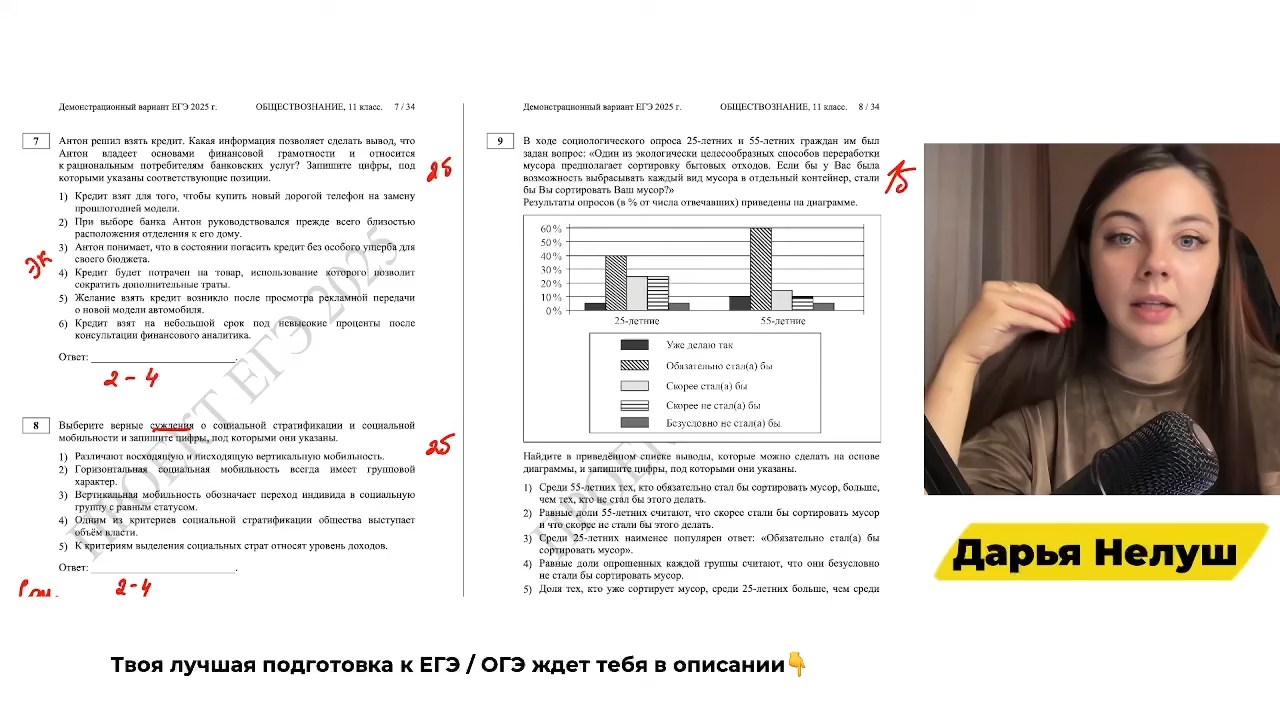 Демонстрационный вариант ЕГЭ 2025 г. ОБЩЕСТВОЗНАНИЕ, 11 класс. 7 / 34
7
Антон решил взять кредит. Какая информация позволяет сделать вывод, что
Антон владеет основами финансовой грамотности и относится
к рациональным потребителям банковских услуг? Запишите цифры, под
которыми указаны соответствующие позиции.
1) Кредит взят для того, чтобы купить новый дорогой телефон на замену
прошлогодней модели.
2) При выборе банка Антон руководствовался прежде всего близостью
расположения отделения к его дому.
3) Антон понимает, что в состоянии погасить кредит без особого ущерба для
своего бюджета.
4) Кредит будет потрачен на товар, использование которого позволит
сократить дополнительные траты.
5) Желание взять кредит возникло после просмотра рекламной передачи
о новой модели автомобиля.
6) Кредит взят на небольшой срок под невысокие проценты после
консультации финансового аналитика.
Ответ: .
эк
2 – 4
8
Выберите верные суждения о социальной стратификации и социальной
мобильности и запишите цифры, под которыми они указаны.
25
1) Различают восходящую и нисходящую вертикальную мобильность.
2) Горизонтальная социальная мобильность всегда имеет групповой
характер.
3) Вертикальная мобильность обозначает переход индивида в социальную
группу с равным статусом.
4) Одним из критериев социальной стратификации общества выступает
объём власти.
5) К критериям выделения социальных страт относят уровень доходов.
Ответ: .
2-4
ПРОЕКТ ЕГЭ 2025
Демонстрационный вариант ЕГЭ 2025 г. ОБЩЕСТВОЗНАНИЕ, 11 класс. 8 / 34
9
В ходе социологического опроса 25-летних и 55-летних граждан им был
задан вопрос: «Один из экологически целесообразных способов переработки
мусора предполагает сортировку бытовых отходов. Если бы у Вас была
возможность выбрасывать каждый вид мусора в отдельный контейнер, стали
бы Вы сортировать Ваш мусор?»
Результаты опросов (в % от числа отвечавших) приведены на диаграмме.
60 %
50 %
40 %
30 %
20 %
10 %
0 %
25-летние 55-летние
Уже делаю так
Обязательно стал(а) бы
Скорее стал(а) бы
Скорее не стал(а) бы
Безусловно не стал(а) бы
Найдите в приведённом списке выводы, которые можно сделать на основе
диаграммы, и запишите цифры, под которыми они указаны.
1) Среди 55-летних тех, кто обязательно стал бы сортировать мусор, больше,
чем тех, кто не стал бы этого делать.
2) Равные доли 55-летних считают, что скорее стали бы сортировать мусор
и что скорее не стали бы этого делать.
3) Среди 25-летних наименее популярен ответ: «Обязательно стал(а) бы
сортировать мусор».
4) Равные доли опрошенных каждой группы считают, что они безусловно
не стали бы сортировать мусор.
5) Доля тех, кто уже сортирует мусор, среди 25-летних больше, чем среди
Дарья Нелуш
Твоя лучшая подготовка к ЕГЭ / ОГЭ ждет тебя в описании👇